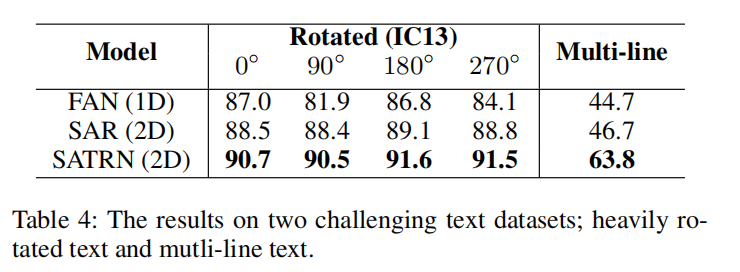 Model Rotated (IC13) Multi-line
0° 90° 180° 270°
FAN (1D) 87.0 81.9 86.8 84.1 44.7
SAR (2D) 88.5 88.4 89.1 88.8 46.7
SATRN (2D) 90.7 90.5 91.6 91.5 63.8
Table 4: The results on two challenging text datasets; heavily ro-
tated text and mutli-line text.